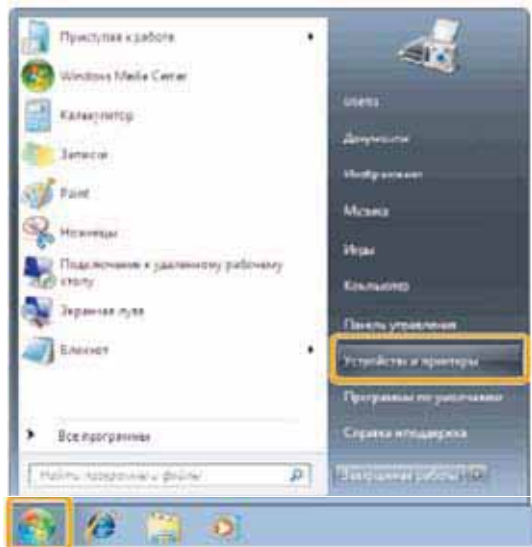 Приступая к работе
Windows Media Center
Калькулятор
Записки
Paint
Ножницы
Подключение к удаленному рабочему
столу
Экранная лупа
Блокнот
Все программы
Найти программы и файлы
users
Документы
Изображения
Музыка
Игры
Компьютер
Панель управления
Устройства и принтеры
Программы по умолчанию
Справка и поддержка
Завершение работы